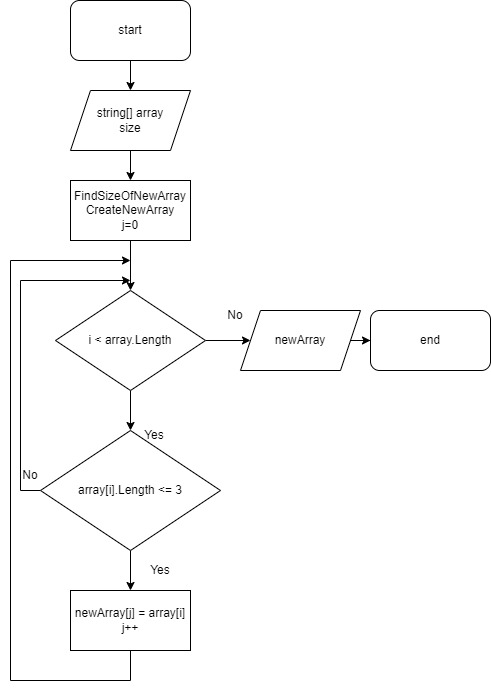 start
string[] array
size
FindSizeOfNewArray
CreateNewArray
j=0
i < array.Length
No
newArray
end
Yes
array[i].Length <= 3
No
Yes
newArray[j] = array[i]
j++